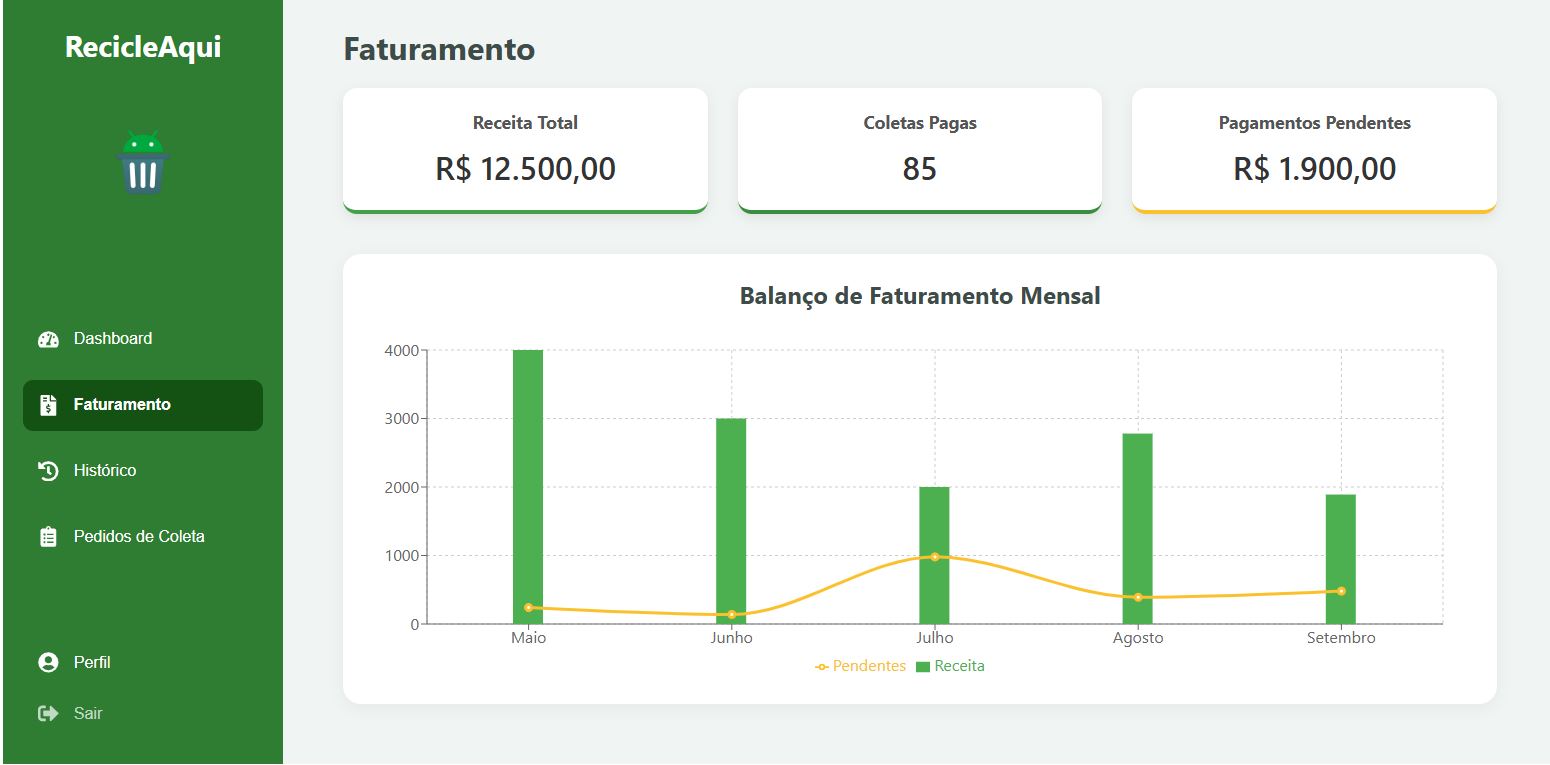 RecicleAqui
Dashboard
Faturamento
Histórico
Pedidos de Coleta
Perfil
Sair
Faturamento
Receita Total
R$ 12.500,00
Coletas Pagas
85
Pagamentos Pendentes
R$ 1.900,00
Balanço de Faturamento Mensal
4000
3000
2000
1000
0
Maio Junho Julho Agosto Setembro
Pendentes Receita